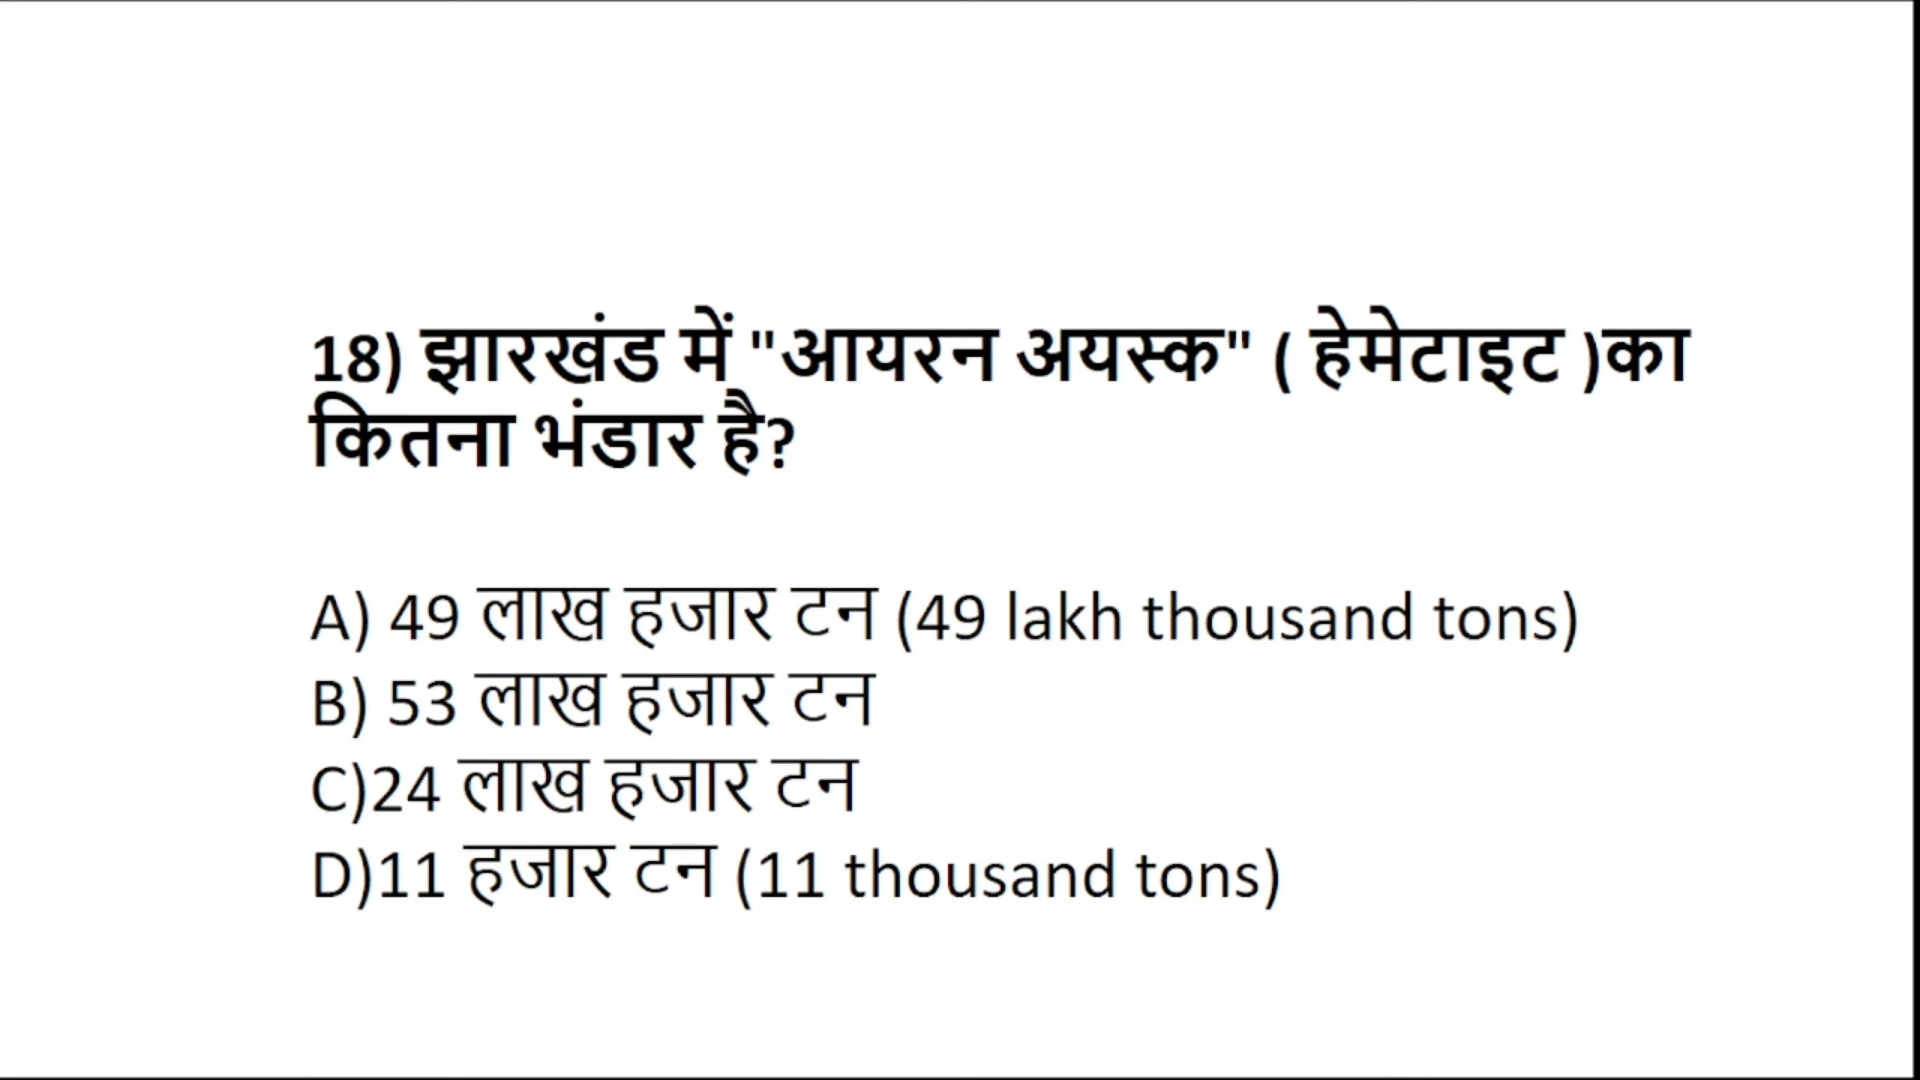 18) झारखंड में "आयरन अयस्क" ( हेमेटाइट )का
कितना भंडार है?
A) 49 लाख हजार टन (49 lakh thousand tons)
B) 53 लाख हजार टन
C)24 लाख हजार टन
D)11 हजार टन (11 thousand tons)